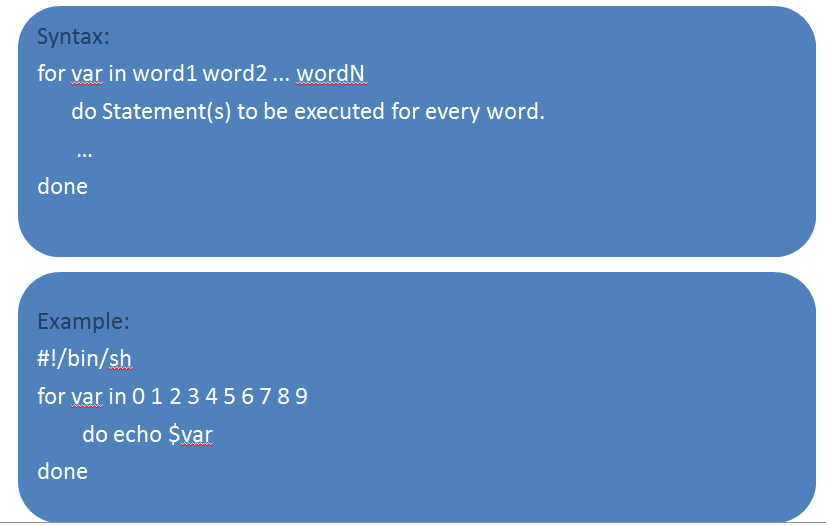 Syntax:
for var in word1 word2 ... wordN
do Statement(s) to be executed for every word.
...
done
Example:
#!/bin/sh
for var in 0 1 2 3 4 5 6 7 8 9
do echo $var
done